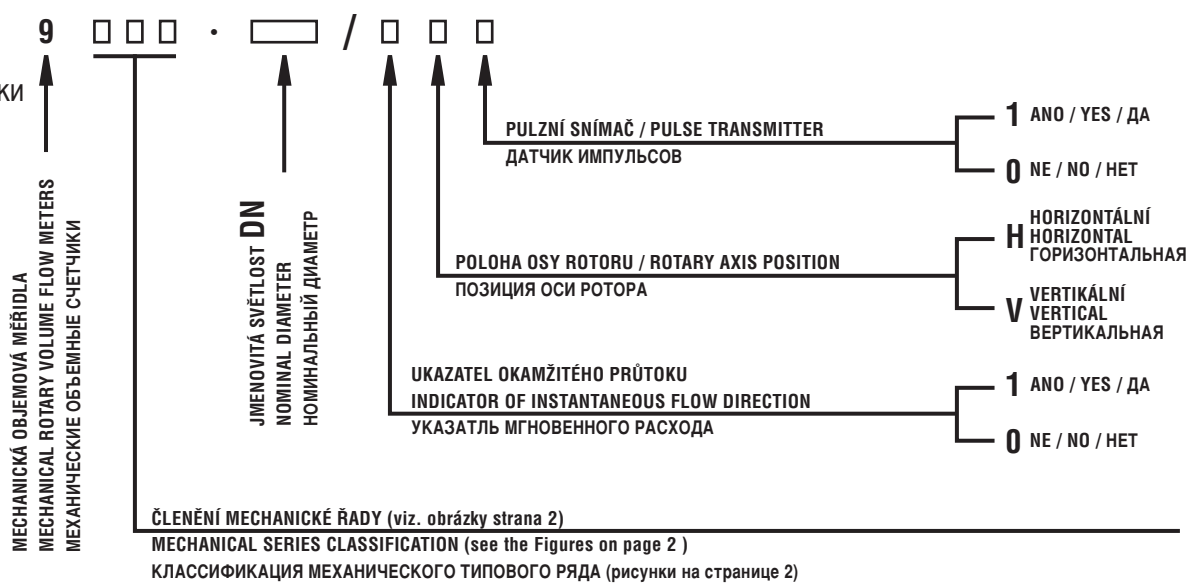 9 □ □ □ · □ / □ □ □
КИ
MECHANICKÁ OBJEMOVÁ MĚŘIDLA
MECHANICAL ROTARY VOLUME FLOW METERS
МЕХАНИЧЕСКИЕ ОБЪЕМНЫЕ СЧЕТЧИКИ
JMENOVITÁ SVĚTLOST DN
NOMINAL DIAMETER
НОМИНАЛЬНЫЙ ДИАМЕТР
PULZNÍ SNÍMAČ / PULSE TRANSMITTER
ДАТЧИК ИМПУЛЬСОВ
1 ANO / YES / ДА
0 NE / NO / НЕТ
POLOHA OSY ROTORU / ROTARY AXIS POSITION
ПОЗИЦИЯ ОСИ РОТОРА
H HORIZONTÁLNÍ
HORIZONTAL
ГОРИЗОНТАЛЬНАЯ
V VERTIKÁLNÍ
VERTICAL
ВЕРТИКАЛЬНАЯ
UKAZATEL OKAMŽITÉHO PRŮTOKU
INDICATOR OF INSTANTANEOUS FLOW DIRECTION
УКАЗАТЛЬ МГНОВЕННОГО РАСХОДА
1 ANO / YES / ДА
0 NE / NO / НЕТ
ČLENĚNÍ MECHANICKÉ ŘADY (viz. obrázky strana 2)
MECHANICAL SERIES CLASSIFICATION (see the Figures on page 2 )
КЛАССИФИКАЦИЯ МЕХАНИЧЕСКОГО ТИПОВОГО РЯДА (рисунки на странице 2)